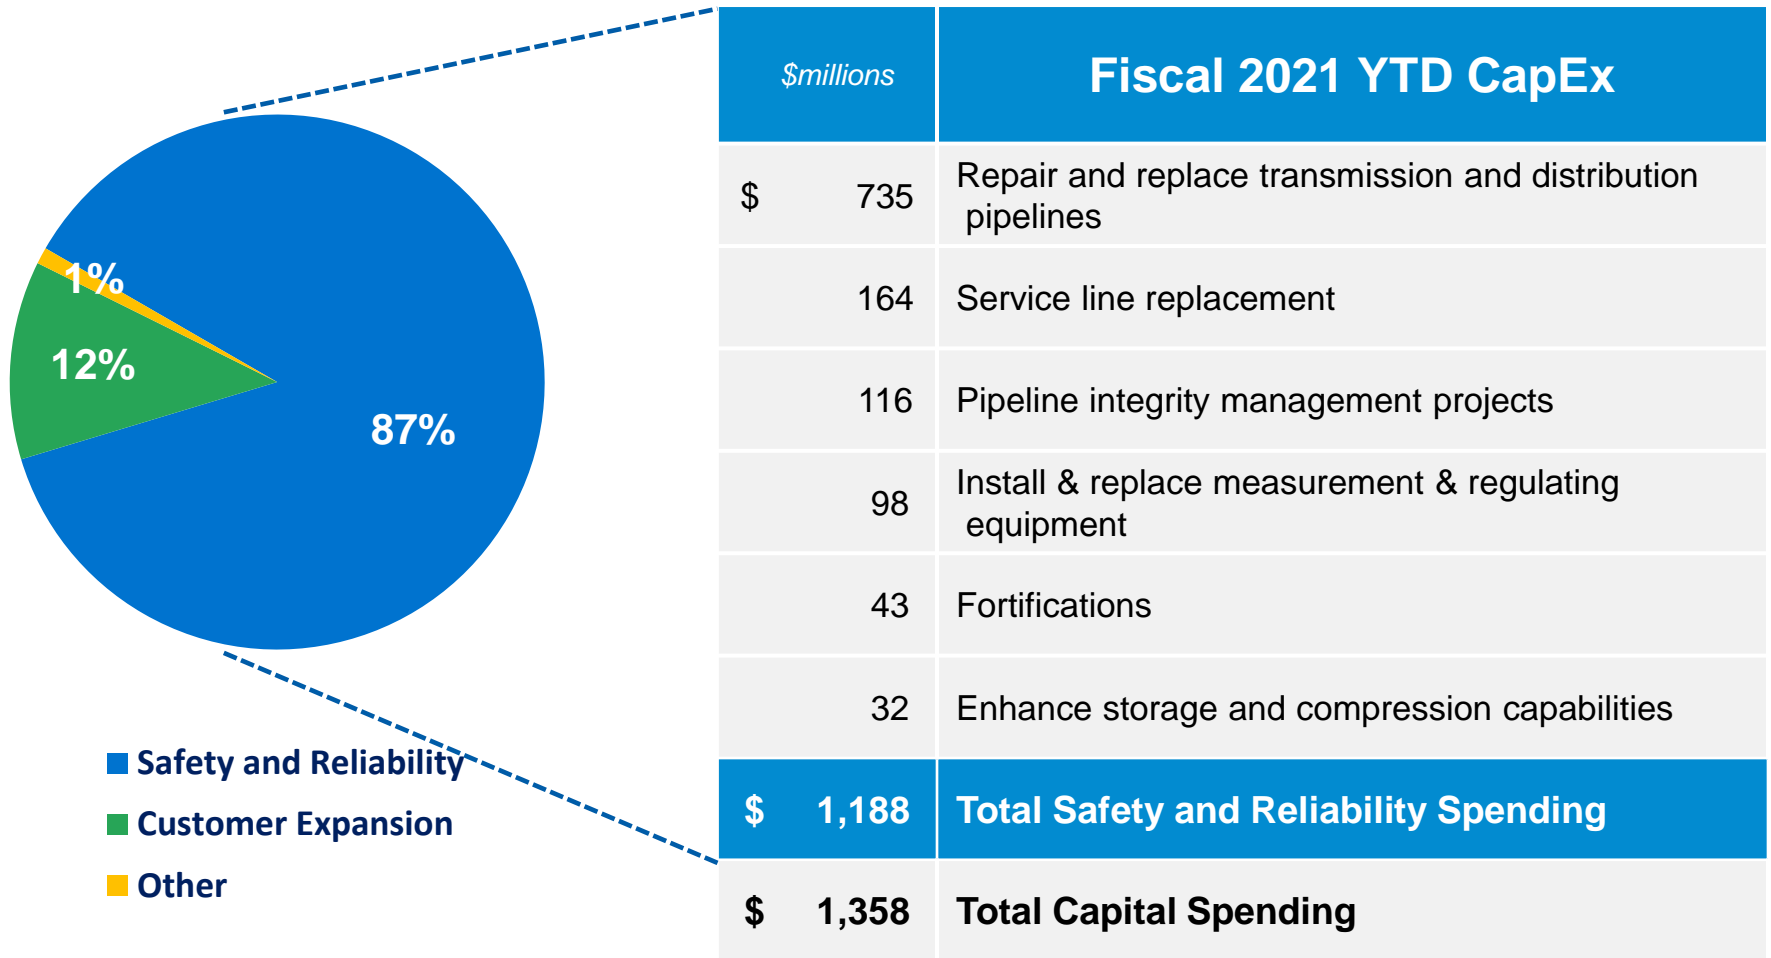 1%
12%
87%
Safety and Reliability
Customer Expansion
Other
$millions Fiscal 2021 YTD CapEx
$ 735 Repair and replace transmission and distribution
pipelines
164 Service line replacement
116 Pipeline integrity management projects
98 Install & replace measurement & regulating
equipment
43 Fortifications
32 Enhance storage and compression capabilities
$ 1,188 Total Safety and Reliability Spending
$ 1,358 Total Capital Spending